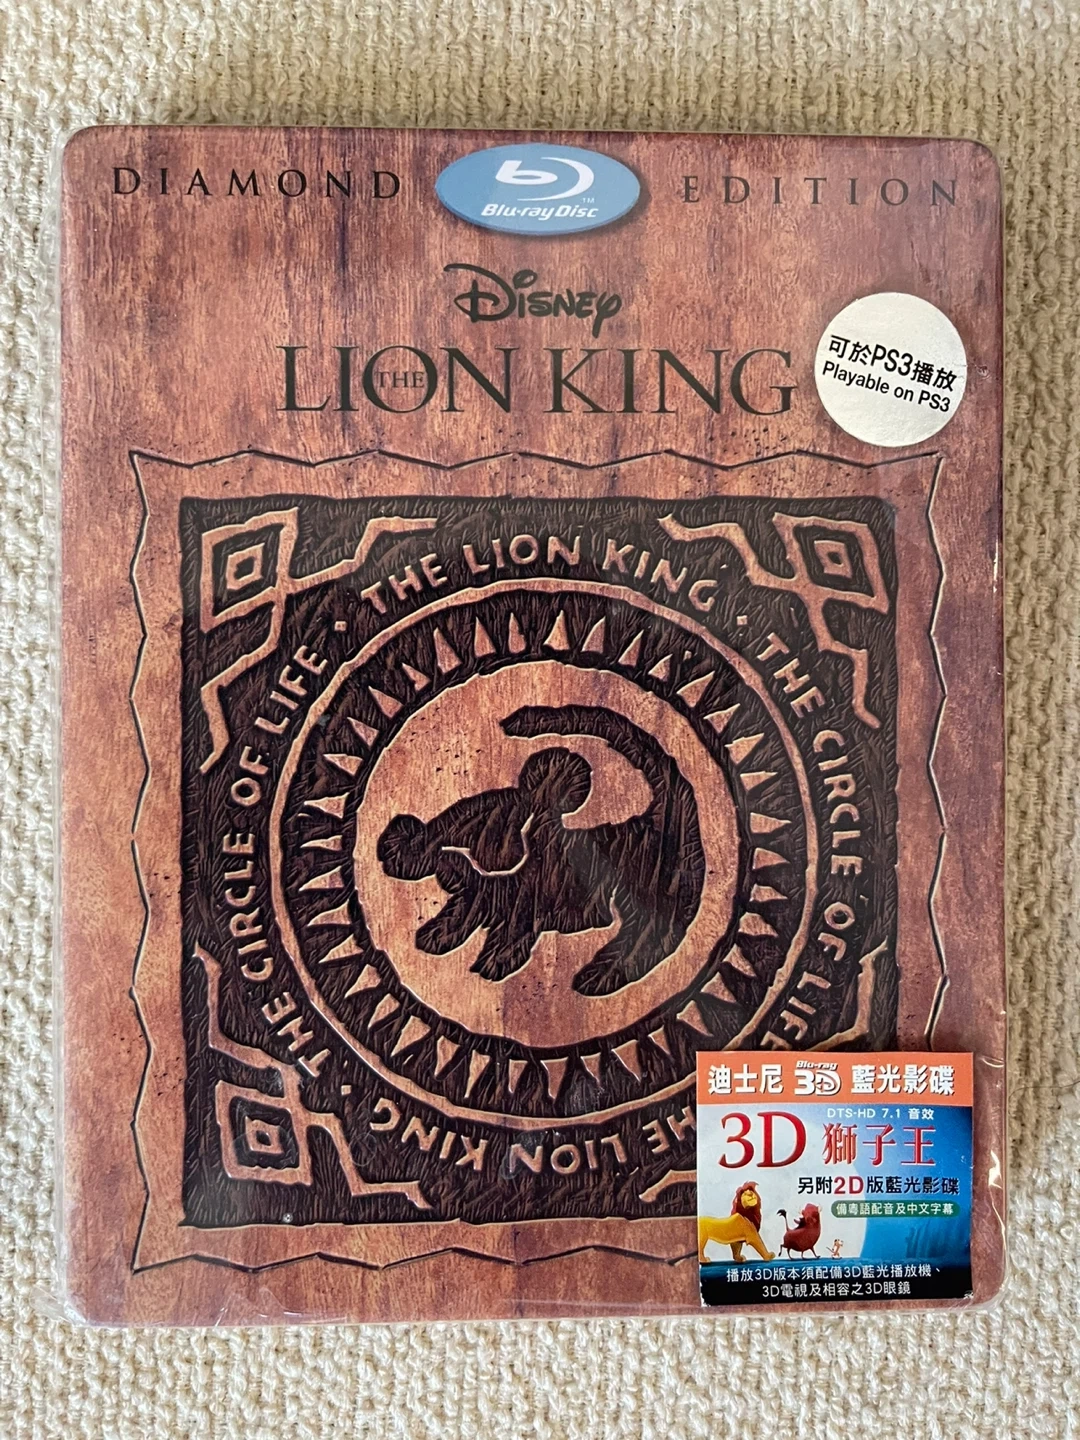 DIAMOND
Blu-ray Disc™
EDITION
DISNEY
THE LION KING
可於PS3播放
Playable on PS3
· THE LION KING · THE CIRCLE OF LIFE
THE LION KING · THE CIRCLE OF LIFE
迪士尼 Blu-ray 3D 藍光影碟
DTS-HD 7.1 音效
3D 獅子王
另附2D版藍光影碟
備粵語配音及中文字幕
播放3D版本須配備3D藍光播放機、
3D電視及相容之3D眼鏡